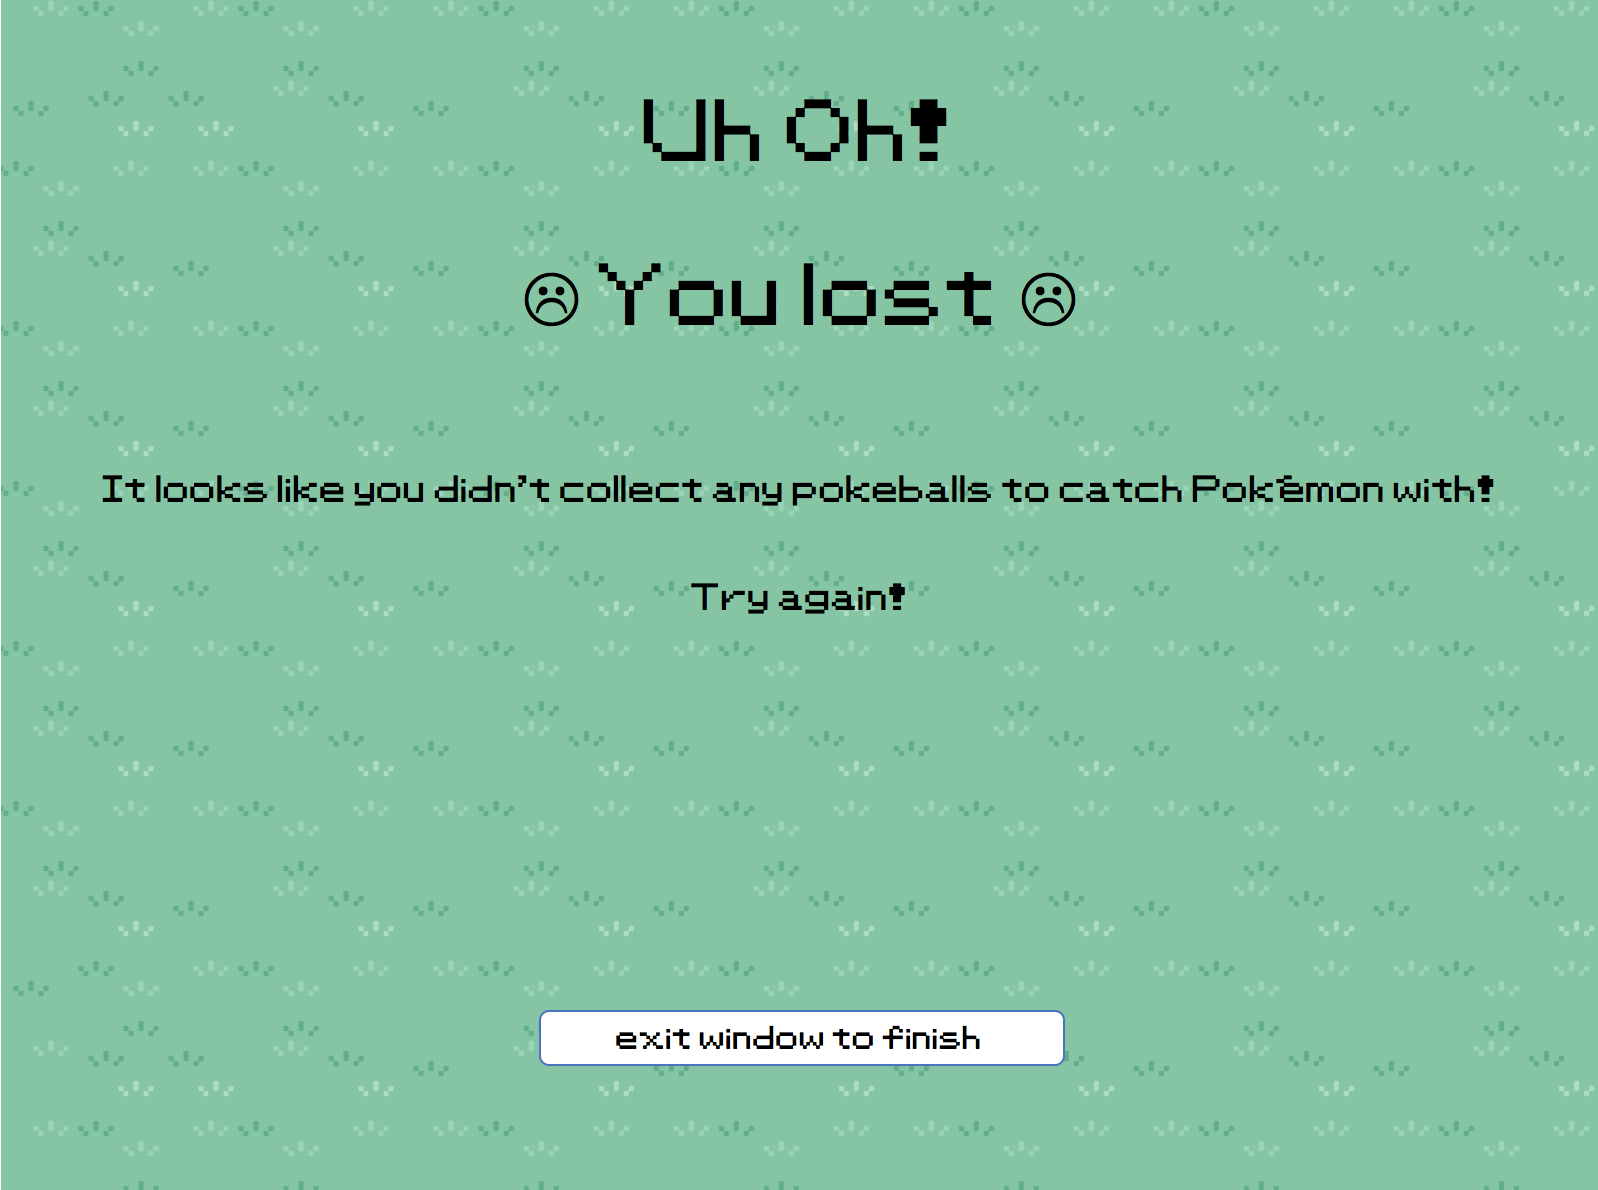 Uh Oh!
☹ You lost ☹
It looks like you didn't collect any pokeballs to catch Pokémon with!
Try again!
exit window to finish